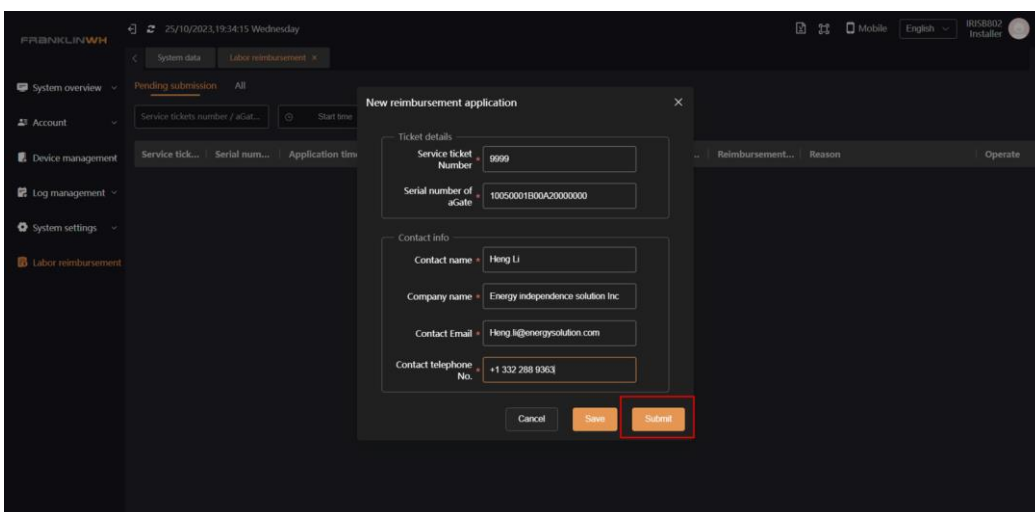 FRANKLINWH
25/10/2023,19:34:15 Wednesday
Mobile
English
IRISB802
Installer
System data
Labor reimbursement ×
System overview
Account
Device management
Log management
System settings
Labor reimbursement
Pending submission
All
Service tickets number / aGat...
Start time
Service tick...
Serial num...
Application tim
Reimbursement...
Reason
Operate
New reimbursement application
Ticket details
Service ticket
Number
9999
Serial number of
aGate
10050001B00A20000000
Contact info
Contact name
Heng Li
Company name
Energy independence solution Inc
Contact Email
Heng.li@energysolution.com
Contact telephone
No.
+1 332 288 9363
Cancel
Save
Submit